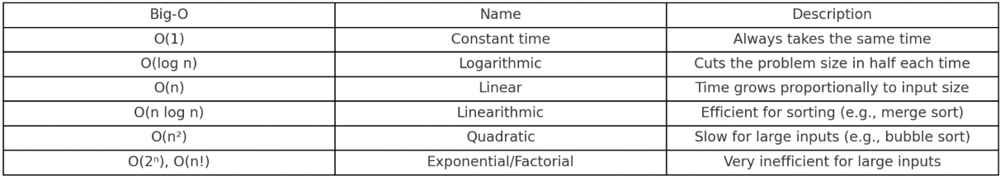 Big-O Name Description
O(1) Constant time Always takes the same time
O(log n) Logarithmic Cuts the problem size in half each time
O(n) Linear Time grows proportionally to input size
O(n log n) Linearithmic Efficient for sorting (e.g., merge sort)
O(n²) Quadratic Slow for large inputs (e.g., bubble sort)
O(2ⁿ), O(n!) Exponential/Factorial Very inefficient for large inputs